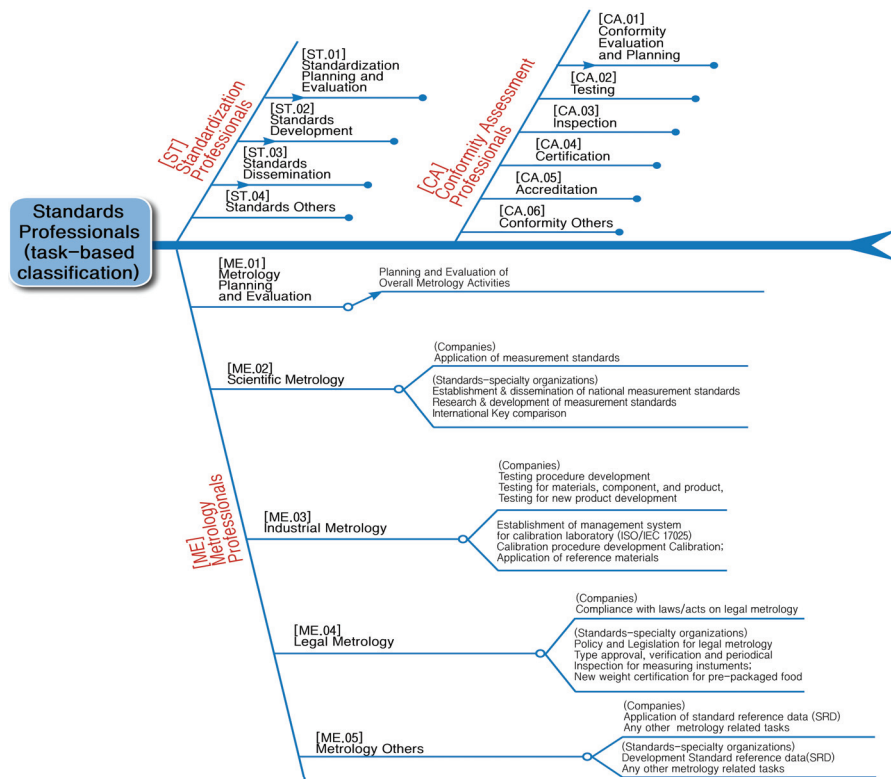 Standards
Professionals
(task-based
classification)
[ST]
Standardization
Professionals
[ST.01]
Standardization
Planning and
Evaluation
[ST.02]
Standards
Development
[ST.03]
Standards
Dissemination
[ST.04]
Standards Others
[CA]
Conformity Assessment
Professionals
[CA.01]
Conformity
Evaluation
and Planning
[CA.02]
Testing
[CA.03]
Inspection
[CA.04]
Certification
[CA.05]
Accreditation
[CA.06]
Conformity Others
[ME]
Metrology
Professionals
[ME.01]
Metrology
Planning
and Evaluation
Planning and Evaluation of
Overall Metrology Activities
[ME.02]
Scientific Metrology
(Companies)
Application of measurement standards
(Standards-specialty organizations)
Establishment & dissemination of national measurement standards
Research & development of measurement standards
International Key comparison
[ME.03]
Industrial Metrology
(Companies)
Testing procedure development
Testing for materials, component, and product,
Testing for new product development
Establishment of management system
for calibration laboratory (ISO/IEC 17025)
Calibration procedure development Calibration;
Application of reference materials
[ME.04]
Legal Metrology
(Companies)
Compliance with laws/acts on legal metrology
(Standards-specialty organizations)
Policy and Legislation for legal metrology
Type approval, verification and periodical
Inspection for measuring instuments;
New weight certification for pre-packaged food
[ME.05]
Metrology Others
(Companies)
Application of standard reference data (SRD)
Any other metrology related tasks
(Standards-specialty organizations)
Development Standard reference data(SRD)
Any other metrology related tasks